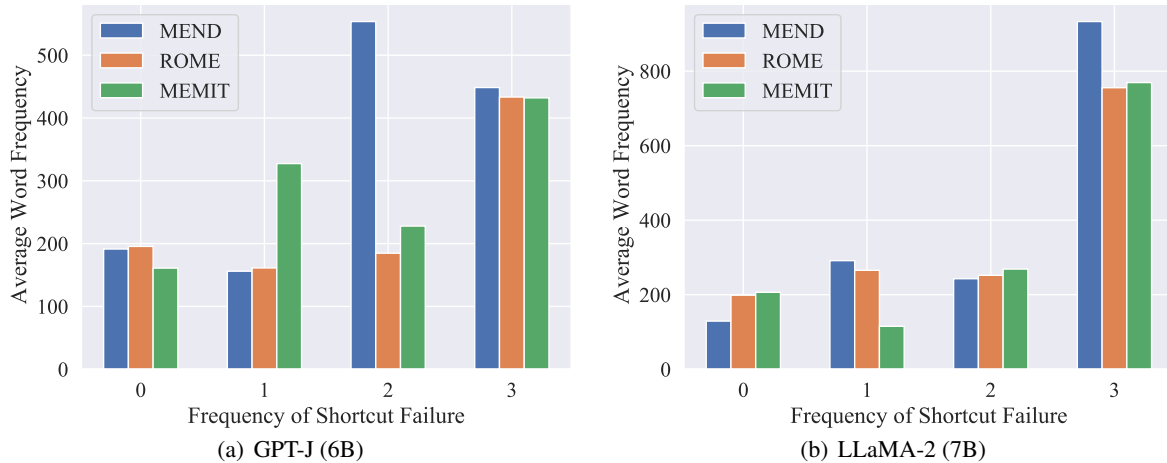 MEND
ROME
MEMIT
500
400
300
200
100
0
Average Word Frequency
0 1 2 3
Frequency of Shortcut Failure
(a) GPT-J (6B)
MEND
ROME
MEMIT
800
600
400
200
0
Average Word Frequency
0 1 2 3
Frequency of Shortcut Failure
(b) LLaMA-2 (7B)